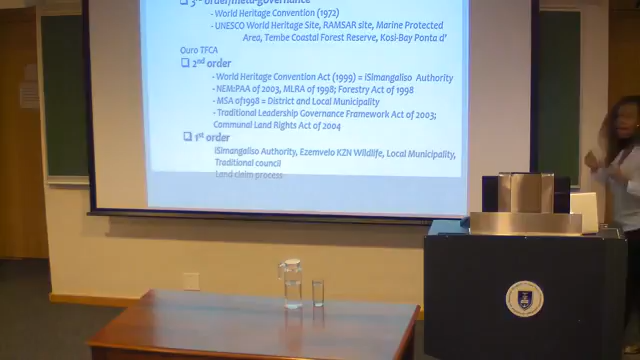 ❑ 3rd order/meta-governance
- World Heritage Convention (1972)
- UNESCO World Heritage Site, RAMSAR site, Marine Protected
Area, Tembe Coastal Forest Reserve, Kosi-Bay Ponta d'
Ouro TFCA
❑ 2nd order
- World Heritage Convention Act (1999) = iSimangaliso Authority
- NEM:PAA of 2003, MLRA of 1998; Forestry Act of 1998
- MSA of1998 = District and Local Municipality
- Traditional Leadership Governance Framework Act of 2003;
Communal Land Rights Act of 2004
❑ 1st order
iSimangaliso Authority, Ezemvelo KZN Wildlife, Local Municipality,
Traditional council
Land claim process